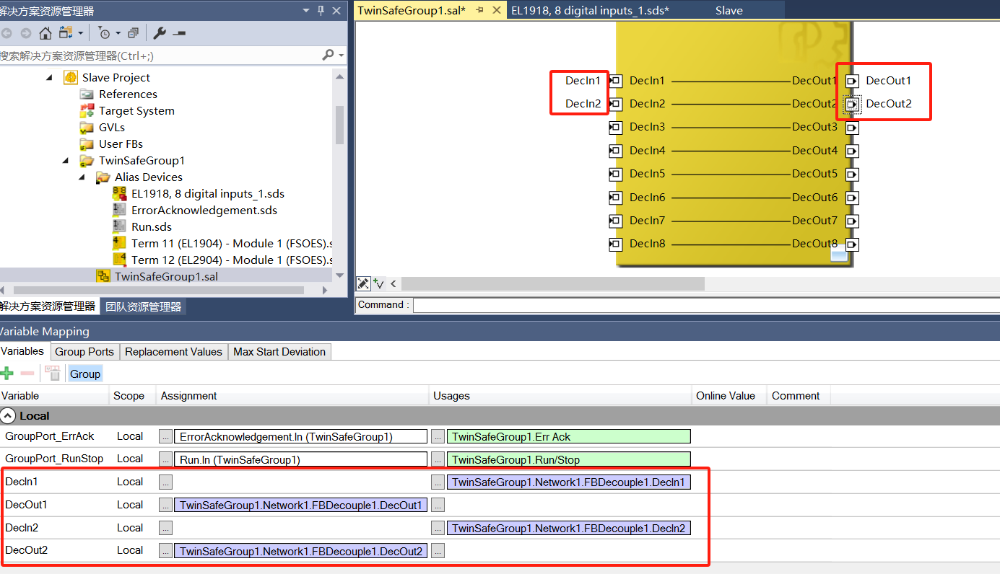 解决方案资源管理器
搜索解决方案资源管理器(Ctrl+;)
Slave Project
References
Target System
GVLs
User FBs
TwinSafeGroup1
Alias Devices
EL1918, 8 digital inputs_1.sds
ErrorAcknowledgement.sds
Run.sds
Term 11 (EL1904) - Module 1 (FSOES).s
Term 12 (EL2904) - Module 1 (FSOES).s
TwinSafeGroup1.sal
解决方案资源管理器 团队资源管理器
TwinSafeGroup1.sal* EL1918, 8 digital inputs_1.sds* Slave
DecIn1 DecIn1 DecOut1 DecOut1
DecIn2 DecIn2 DecOut2 DecOut2
DecIn3 DecOut3
DecIn4 DecOut4
DecIn5 DecOut5
DecIn6 DecOut6
DecIn7 DecOut7
DecIn8 DecOut8
Command :
Variable Mapping
Variables Group Ports Replacement Values Max Start Deviation
Group
Variable Scope Assignment Usages Online Value Comment
Local
GroupPort_ErrAck Local ... ErrorAcknowledgement.In (TwinSafeGroup1) ... TwinSafeGroup1.Err Ack
GroupPort_RunStop Local ... Run.In (TwinSafeGroup1) ... TwinSafeGroup1.Run/Stop
DecIn1 Local ... ... TwinSafeGroup1.Network1.FBDecouple1.DecIn1
DecOut1 Local ... TwinSafeGroup1.Network1.FBDecouple1.DecOut1 ...
DecIn2 Local ... ... TwinSafeGroup1.Network1.FBDecouple1.DecIn2
DecOut2 Local ... TwinSafeGroup1.Network1.FBDecouple1.DecOut2 ...